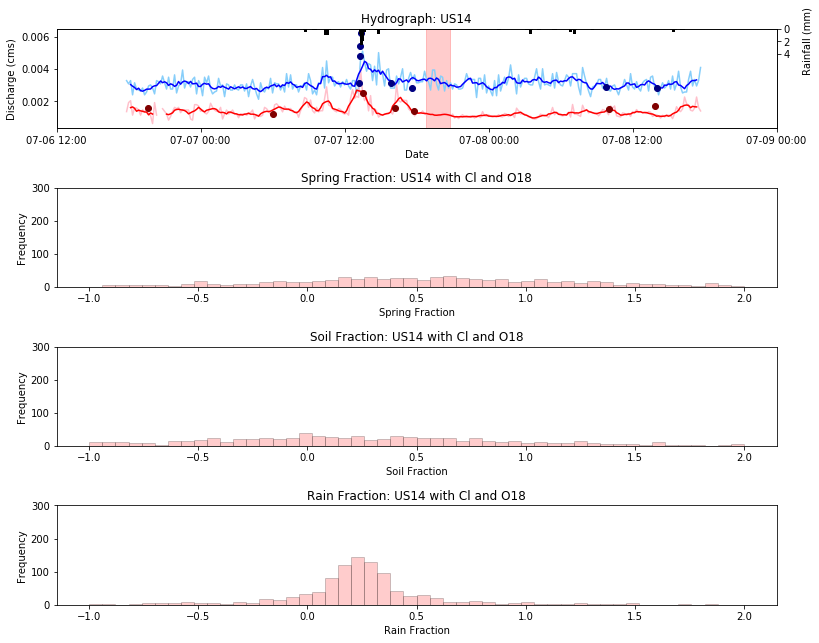 Hydrograph: US14
0.006
0.004
0.002
Discharge (cms)
0
2
4
Rainfall (mm)
07-06 12:00 07-07 00:00 07-07 12:00 07-08 00:00 07-08 12:00 07-09 00:00
Date
Spring Fraction: US14 with Cl and O18
300
200
100
0
Frequency
−1.0 −0.5 0.0 0.5 1.0 1.5 2.0
Spring Fraction
Soil Fraction: US14 with Cl and O18
300
200
100
0
Frequency
−1.0 −0.5 0.0 0.5 1.0 1.5 2.0
Soil Fraction
Rain Fraction: US14 with Cl and O18
300
200
100
0
Frequency
−1.0 −0.5 0.0 0.5 1.0 1.5 2.0
Rain Fraction